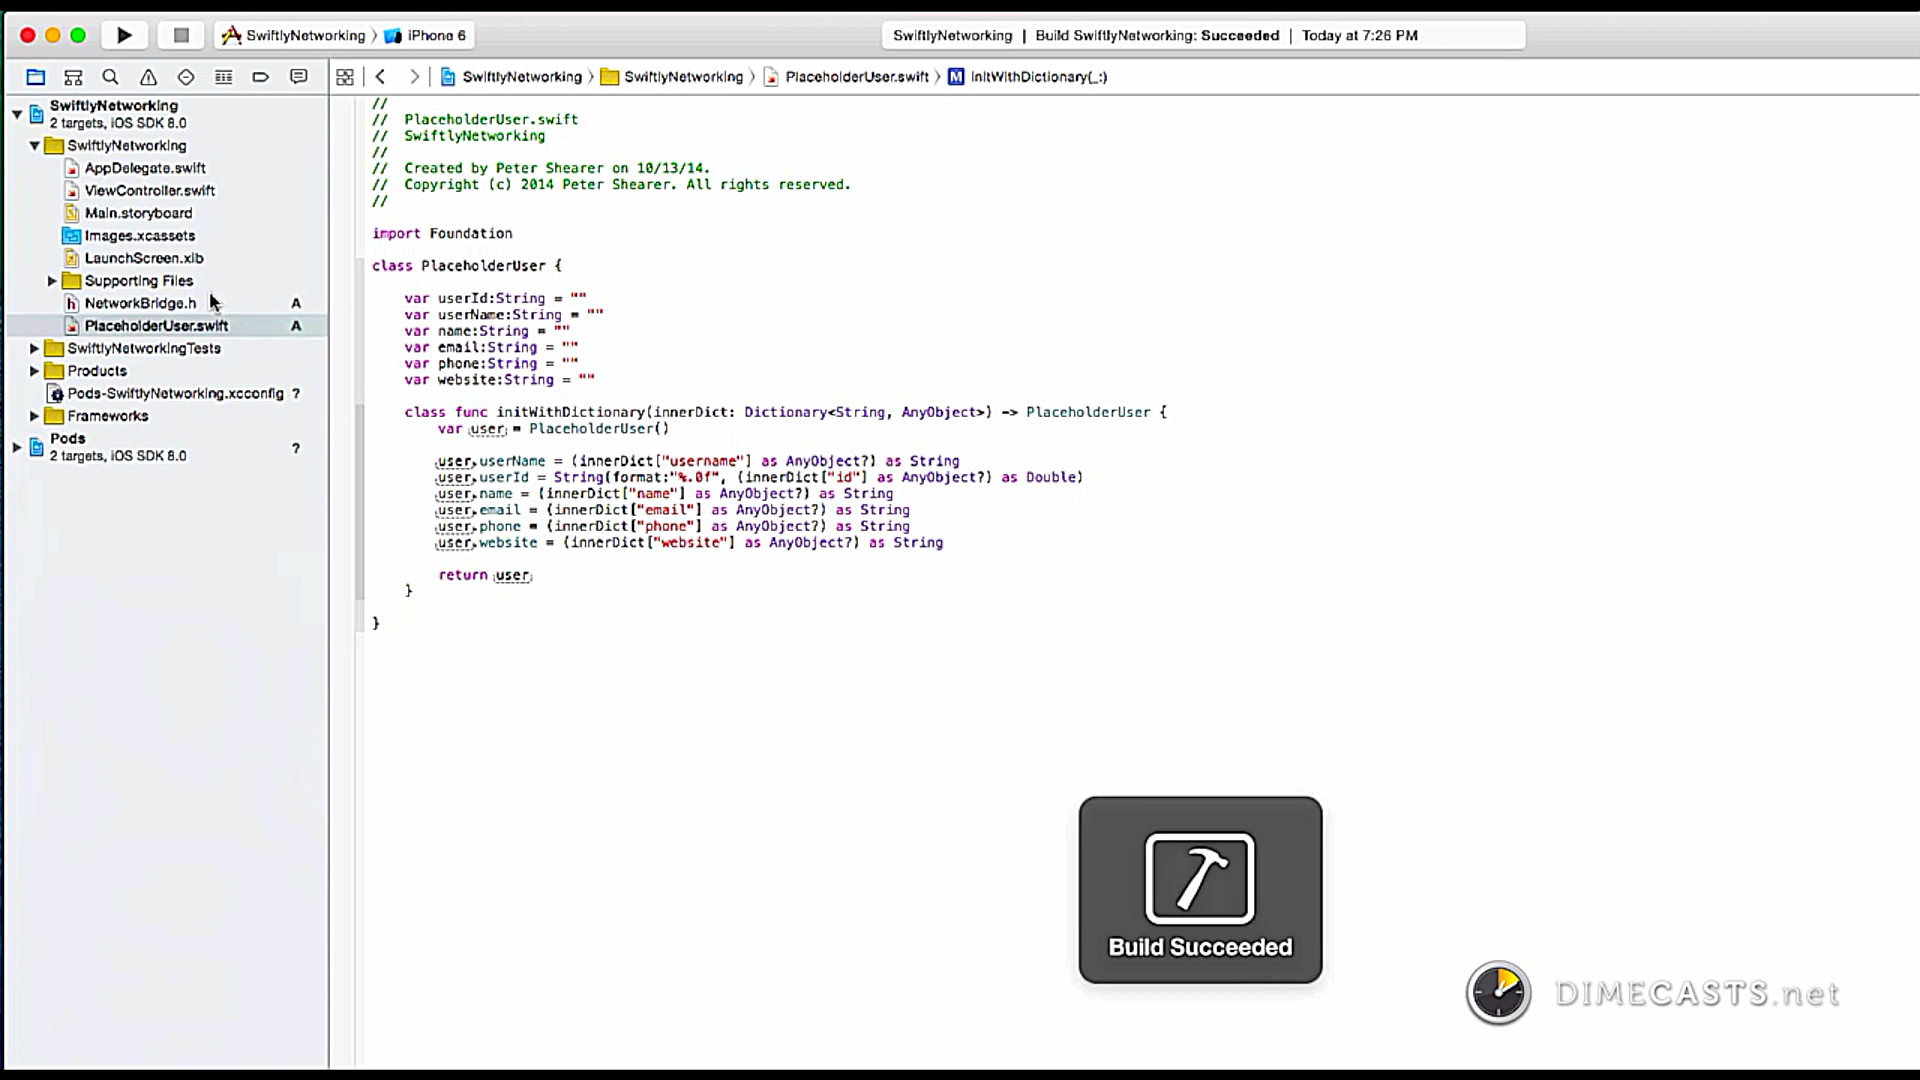 SwiftlyNetworking 〉 iPhone 6
SwiftlyNetworking | Build SwiftlyNetworking: Succeeded | Today at 7:26 PM
SwiftlyNetworking 〉 SwiftlyNetworking 〉 PlaceholderUser.swift 〉 M initWithDictionary(_:)
SwiftlyNetworking
2 targets, iOS SDK 8.0
SwiftlyNetworking
AppDelegate.swift
ViewController.swift
Main.storyboard
Images.xcassets
LaunchScreen.xib
Supporting Files
h NetworkBridge.h A
PlaceholderUser.swift A
SwiftlyNetworkingTests
Products
Pods-SwiftlyNetworking.xcconfig ?
Frameworks
Pods
2 targets, iOS SDK 8.0 ?
//
//  PlaceholderUser.swift
//  SwiftlyNetworking
//
//  Created by Peter Shearer on 10/13/14.
//  Copyright (c) 2014 Peter Shearer. All rights reserved.
//
import Foundation
class PlaceholderUser {
    var userId:String = ""
    var userName:String = ""
    var name:String = ""
    var email:String = ""
    var phone:String = ""
    var website:String = ""
    class func initWithDictionary(innerDict: Dictionary<String, AnyObject>) -> PlaceholderUser {
        var user = PlaceholderUser()
        user.userName = (innerDict["username"] as AnyObject?) as String
        user.userId = String(format:"%.0f", (innerDict["id"] as AnyObject?) as Double)
        user.name = (innerDict["name"] as AnyObject?) as String
        user.email = (innerDict["email"] as AnyObject?) as String
        user.phone = (innerDict["phone"] as AnyObject?) as String
        user.website = (innerDict["website"] as AnyObject?) as String
        return user
    }
}
Build Succeeded
DIMECASTS.net